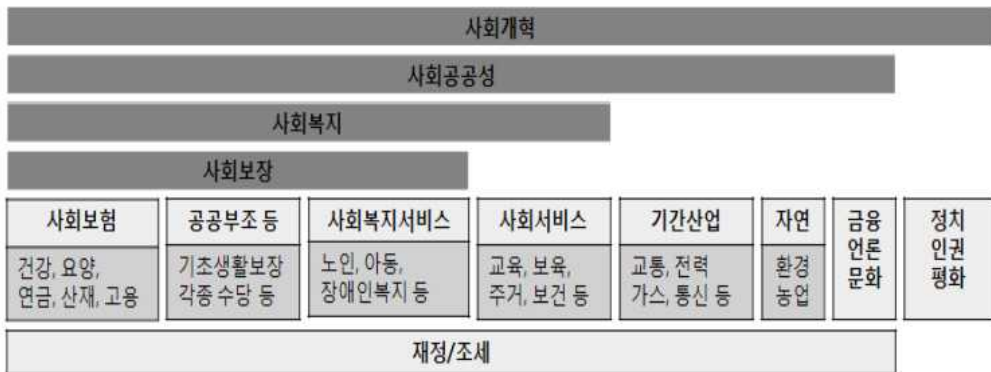 사회개혁
사회공공성
사회복지
사회보장
사회보험
건강, 요양,
연금, 산재, 고용
공공부조 등
기초생활보장
각종 수당 등
사회복지서비스
노인, 아동,
장애인복지 등
사회서비스
교육, 보육,
주거, 보건 등
기간산업
교통, 전력
가스, 통신 등
자연
환경
농업
금융
언론
문화
정치
인권
평화
재정/조세